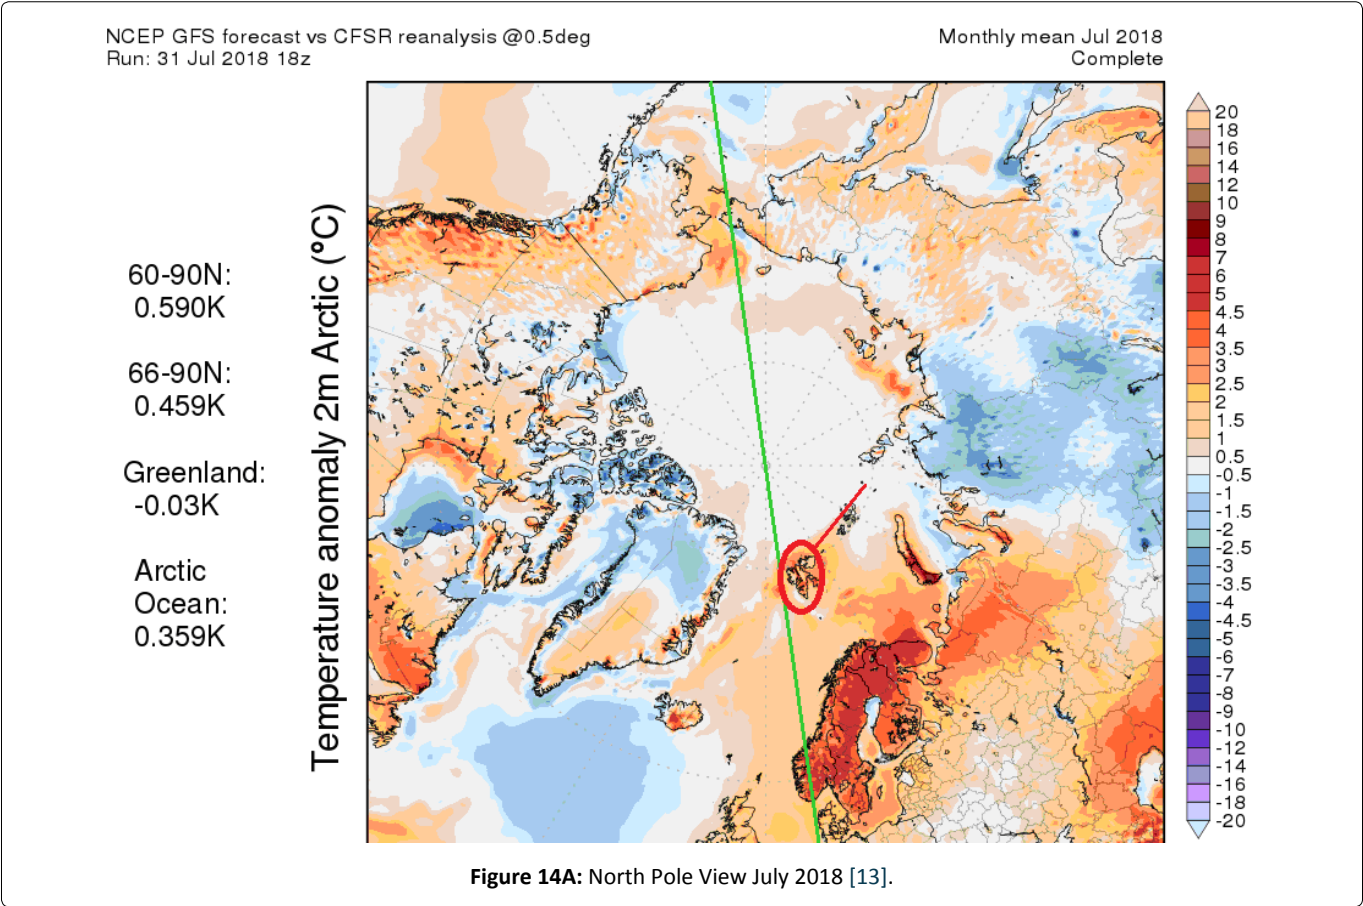 NCEP GFS forecast vs CFSR reanalysis @0.5deg
Run: 31 Jul 2018 18z
Monthly mean Jul 2018
Complete
60-90N:
0.590K
66-90N:
0.459K
Greenland:
-0.03K
Arctic
Ocean:
0.359K
Temperature anomaly 2m Arctic (ºC)
20
18
16
14
12
10
9
8
7
6
5
4.5
4
3.5
3
2.5
2
1.5
1
0.5
-0.5
-1
-1.5
-2
-2.5
-3
-3.5
-4
-4.5
-5
-6
-7
-8
-9
-10
-12
-14
-16
-18
-20
Figure 14A: North Pole View July 2018 [13].